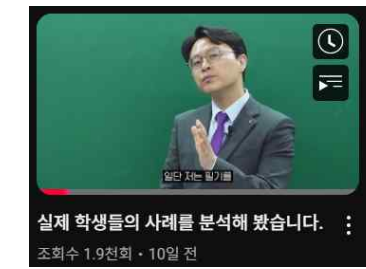 일단 저는 필기를
실제 학생들의 사례를 분석해 봤습니다.
조회수 1.9천회 • 10일 전